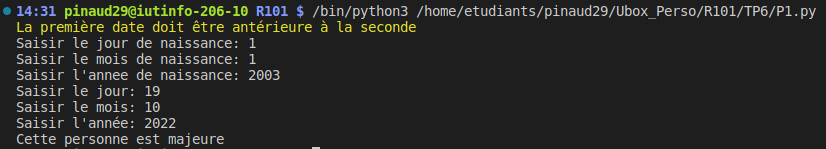 14:31 pinaud29@iutinfo-206-10 R101 $ /bin/python3 /home/etudiants/pinaud29/Ubox_Perso/R101/TP6/P1.py
La première date doit être antérieure à la seconde
Saisir le jour de naissance: 1
Saisir le mois de naissance: 1
Saisir l'annee de naissance: 2003
Saisir le jour: 19
Saisir le mois: 10
Saisir l'année: 2022
Cette personne est majeure